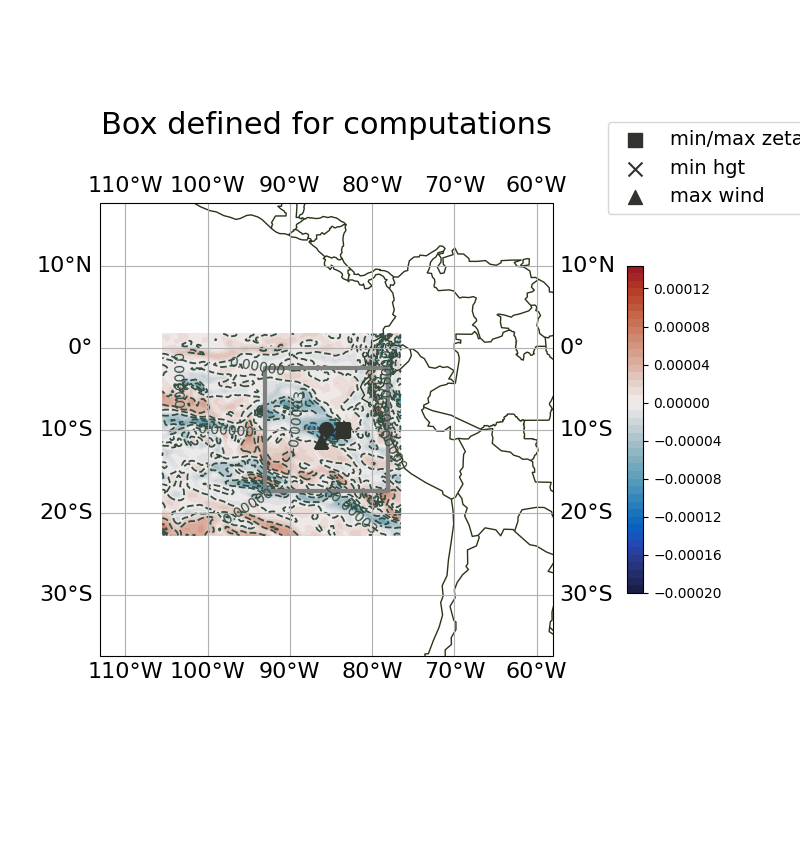 Box defined for computations
min/max zeta
min hgt
max wind
110°W 100°W 90°W 80°W 70°W 60°W
10°N 10°N
0° 0°
10°S 10°S
20°S 20°S
30°S 30°S
110°W 100°W 90°W 80°W 70°W 60°W
0.00012
0.00008
0.00004
0.00000
−0.00004
−0.00008
−0.00012
−0.00016
−0.00020